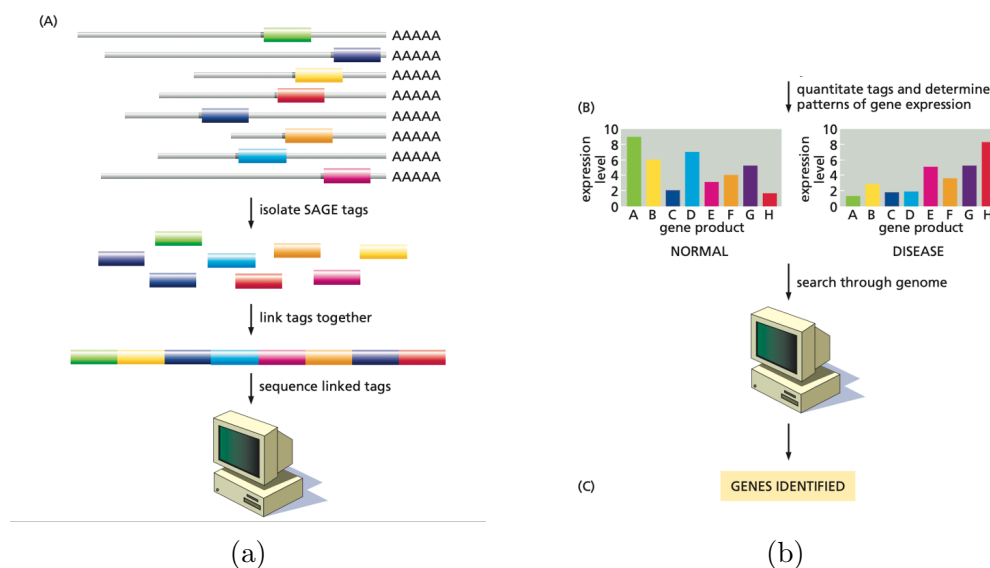 (A)
AAAAA
AAAAA
AAAAA
AAAAA
AAAAA
AAAAA
AAAAA
AAAAA
isolate SAGE tags
link tags together
sequence linked tags
(a)
quantitate tags and determine
patterns of gene expression
(B)
expression
level
10
8
6
4
2
0
A B C D E F G H
gene product
NORMAL
expression
level
10
8
6
4
2
0
A B C D E F G H
gene product
DISEASE
search through genome
(C)
GENES IDENTIFIED
(b)